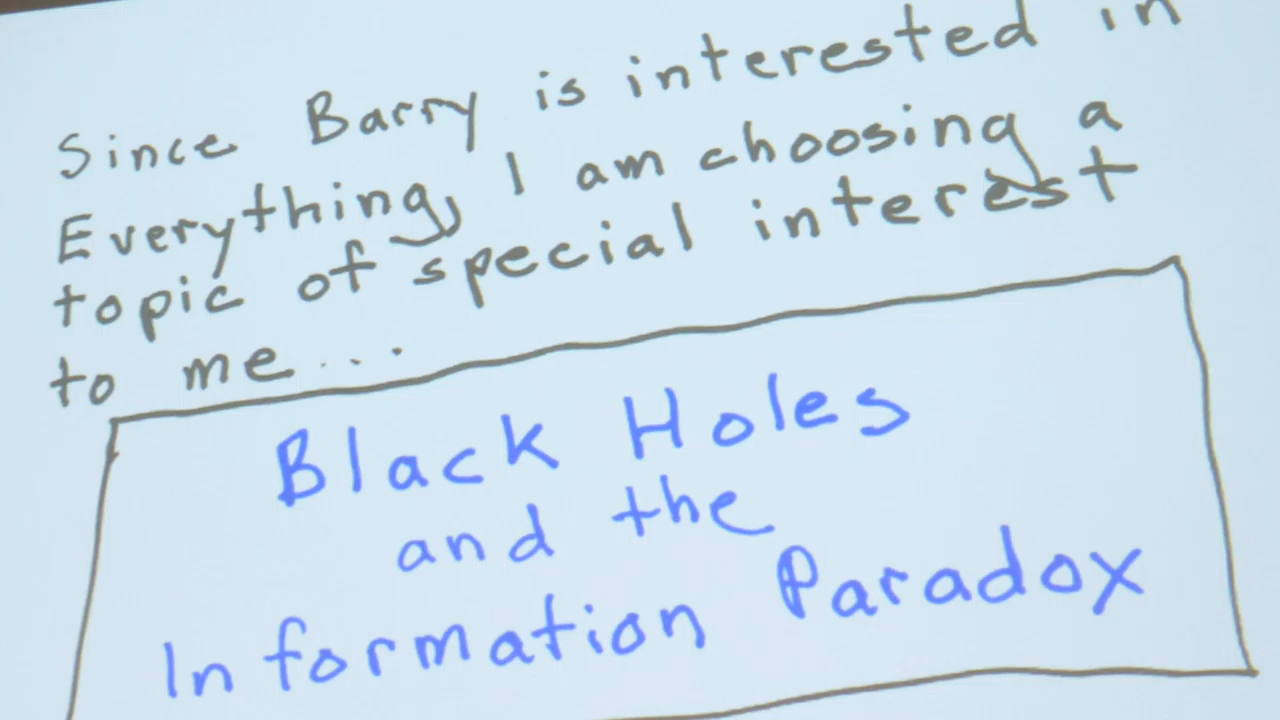 Since Barry is interested in
Everything, I am choosing a
topic of special interest
to me...
Black Holes
and the
Information Paradox